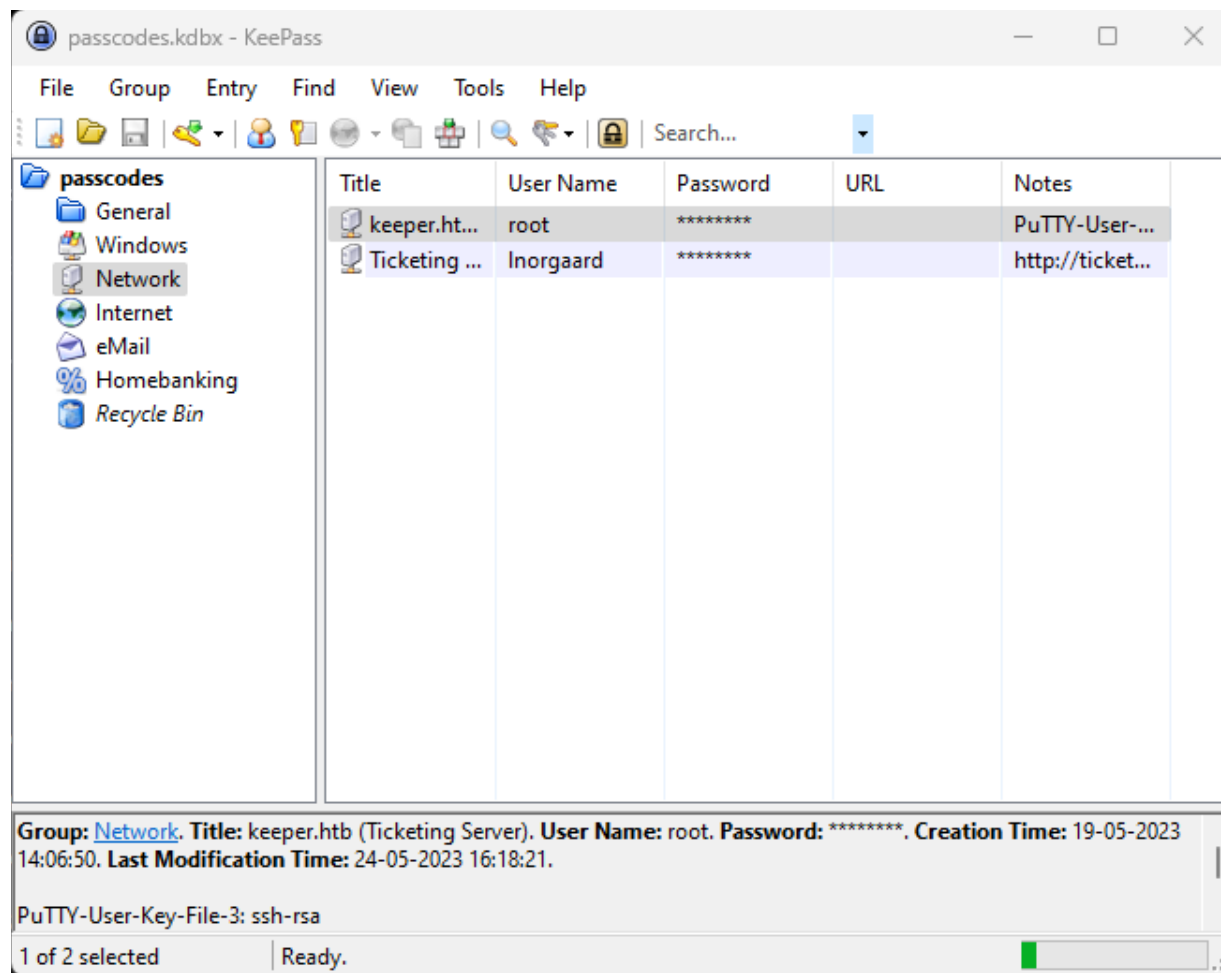 passcodes.kdbx - KeePass
File Group Entry Find View Tools Help
Search...
passcodes
General
Windows
Network
Internet
eMail
Homebanking
Recycle Bin
Title User Name Password URL Notes
keeper.ht... root ******** PuTTY-User-...
Ticketing ... lnorgaard ******** http://ticket...
Group: Network. Title: keeper.htb (Ticketing Server). User Name: root. Password: ********. Creation Time: 19-05-2023
14:06:50. Last Modification Time: 24-05-2023 16:18:21.
PuTTY-User-Key-File-3: ssh-rsa
1 of 2 selected Ready.